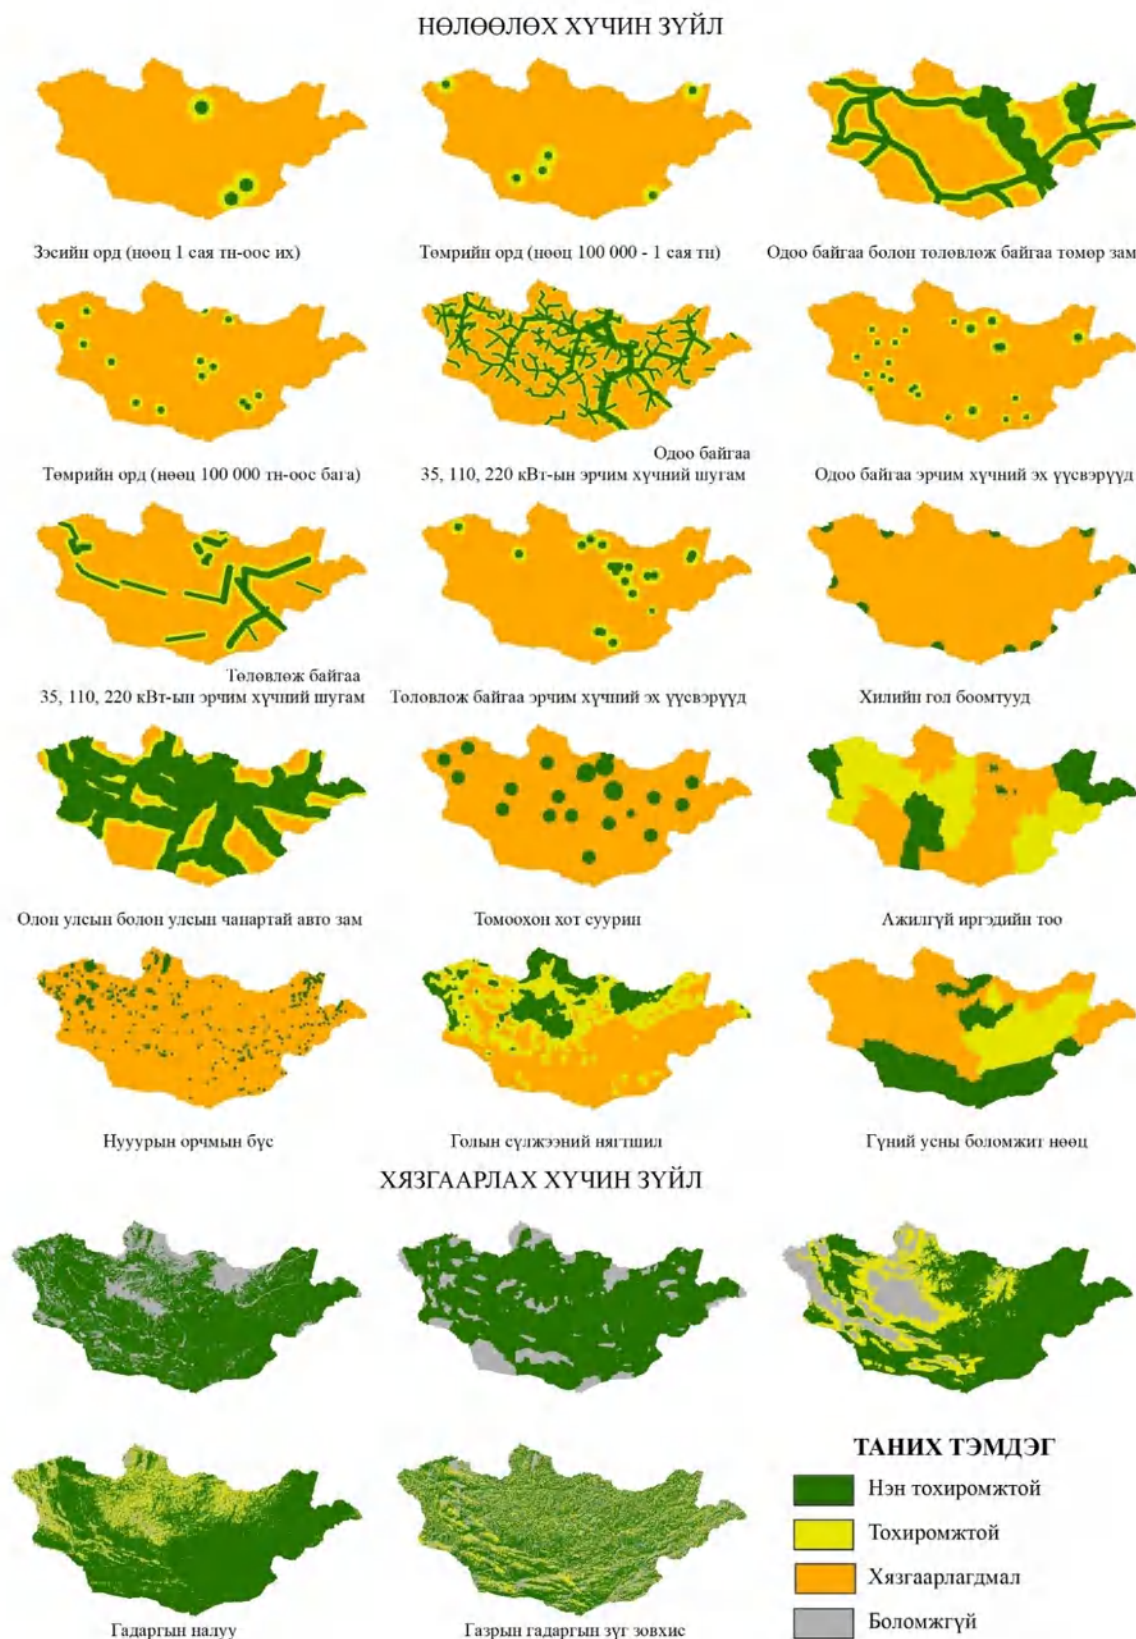 НӨЛӨӨЛӨХ ХҮЧИН ЗҮЙЛ
Зэсийн орд (нөөц 1 сая тн-оос их)
Төмрийн орд (нөөц 100 000 - 1 сая тн)
Одоо байгаа болон төлөвлөж байгаа төмөр зам
Төмрийн орд (нөөц 100 000 тн-оос бага)
Одоо байгаа
35, 110, 220 кВт-ын эрчим хүчний шугам
Одоо байгаа эрчим хүчний эх үүсвэрүүд
Төлөвлөж байгаа
35, 110, 220 кВт-ын эрчим хүчний шугам
Төлөвлөж байгаа эрчим хүчний эх үүсвэрүүд
Хилийн гол боомтууд
Олон улсын болон улсын чанартай авто зам
Томоохон хот суурин
Ажилгүй иргэдийн тоо
Нууурын орчмын бүс
Голын сүлжээний нягтшил
Гүний усны боломжит нөөц
ХЯЗГААРЛАХ ХҮЧИН ЗҮЙЛ
Гадаргын налуу
Газрын гадаргын зүг зовхис
ТАНИХ ТЭМДЭГ
Нэн тохиромжтой
Тохиромжтой
Хязгаарлагдмал
Боломжгүй